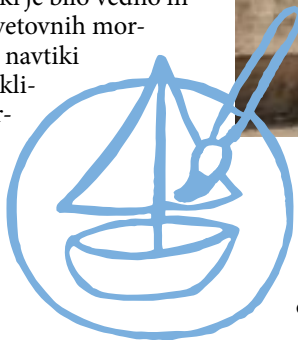 ki je bilo vedno in
vetovnih mor-
navtiki
kli-
r-